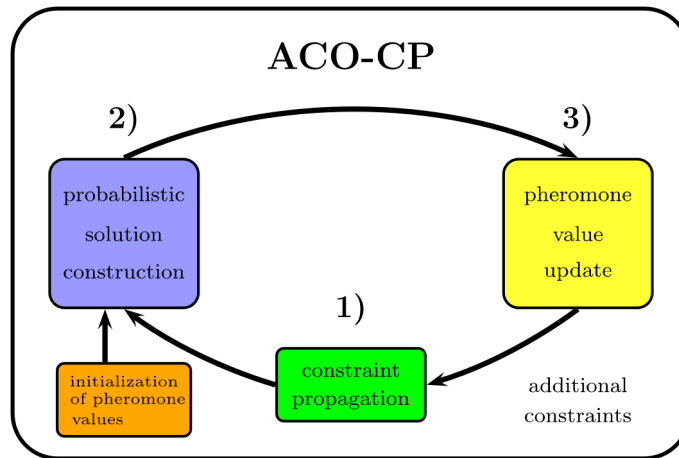 ACO-CP
2)
3)
probabilistic
solution
construction
pheromone
value
update
1)
constraint
propagation
initialization
of pheromone
values
additional
constraints